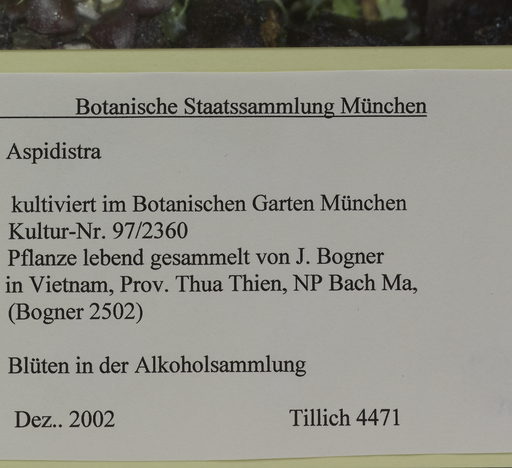 Botanische Staatssammlung München
Aspidistra
kultiviert im Botanischen Garten München
Kultur-Nr. 97/2360
Pflanze lebend gesammelt von J. Bogner
in Vietnam, Prov. Thua Thien, NP Bach Ma,
(Bogner 2502)
Blüten in der Alkoholsammlung
Dez.. 2002 Tillich 4471